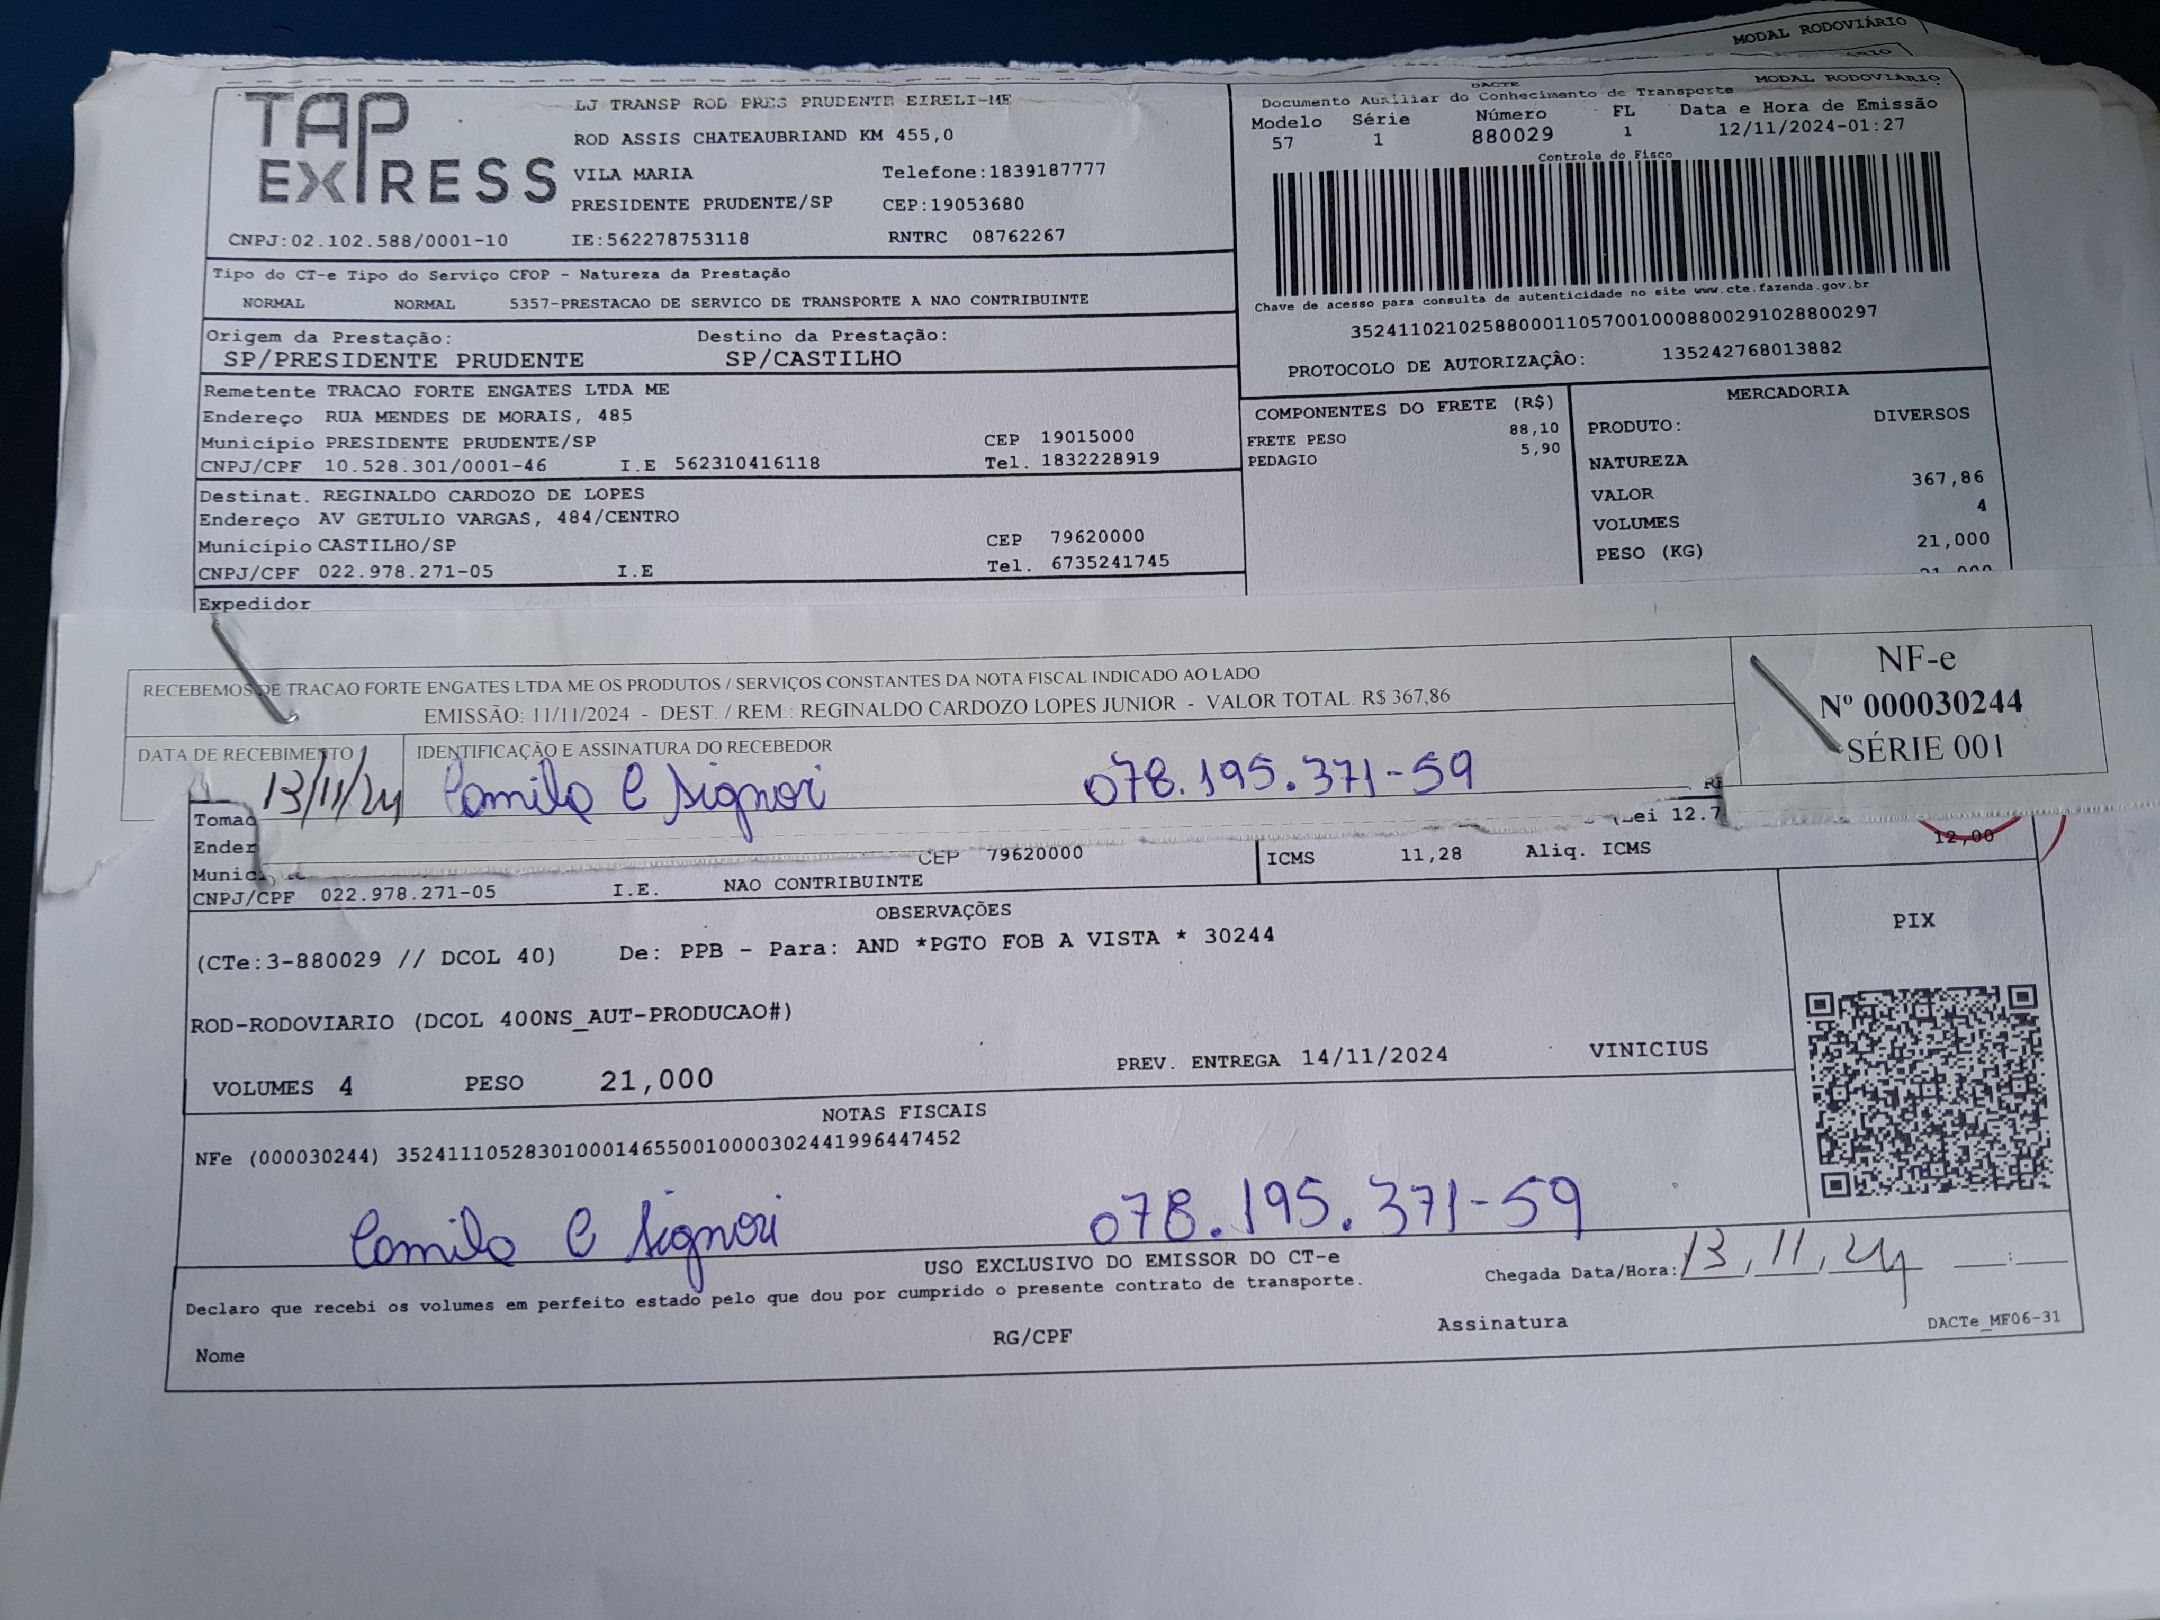 MODAL RODOVIÁRIO
DACTE MODAL RODOVIÁRIO
TAP EXPRESS
LJ TRANSP ROD PRES PRUDENTE EIRELI-ME
ROD ASSIS CHATEAUBRIAND KM 455,0
VILA MARIA Telefone:1839187777
PRESIDENTE PRUDENTE/SP CEP:19053680
CNPJ:02.102.588/0001-10 IE:562278753118 RNTRC 08762267
Documento Auxiliar do Conhecimento de Transporte
Modelo Série Número FL Data e Hora de Emissão
57 1 880029 1 12/11/2024-01:27
Controle do Fisco
Chave de acesso para consulta de autenticidade no site www.cte.fazenda.gov.br
35241102102588000110570010008800291028800297
PROTOCOLO DE AUTORIZAÇÂO: 135242768013882
Tipo do CT-e Tipo do Serviço CFOP - Natureza da Prestação
NORMAL NORMAL 5357-PRESTACAO DE SERVICO DE TRANSPORTE A NAO CONTRIBUINTE
Origem da Prestação: Destino da Prestação:
SP/PRESIDENTE PRUDENTE SP/CASTILHO
Remetente TRACAO FORTE ENGATES LTDA ME
Endereço RUA MENDES DE MORAIS, 485
Município PRESIDENTE PRUDENTE/SP CEP 19015000
CNPJ/CPF 10.528.301/0001-46 I.E 562310416118 Tel. 1832228919
Destinat. REGINALDO CARDOZO DE LOPES
Endereço AV GETULIO VARGAS, 484/CENTRO
Município CASTILHO/SP CEP 79620000
CNPJ/CPF 022.978.271-05 I.E Tel. 6735241745
Expedidor
COMPONENTES DO FRETE (R$)
FRETE PESO 88,10
PEDAGIO 5,90
MERCADORIA
PRODUTO: DIVERSOS
NATUREZA
VALOR 367,86
VOLUMES 4
PESO (KG) 21,000
RECEBEMOS DE TRACAO FORTE ENGATES LTDA ME OS PRODUTOS / SERVIÇOS CONSTANTES DA NOTA FISCAL INDICADO AO LADO
EMISSÃO: 11/11/2024 - DEST. / REM.: REGINALDO CARDOZO LOPES JUNIOR - VALOR TOTAL: R$ 367,86
DATA DE RECEBIMENTO IDENTIFICAÇÃO E ASSINATURA DO RECEBEDOR
13/11/24 Camila C Signori 078.195.371-59
NF-e
Nº 000030244
SÉRIE 001
Tomad
Ender
Munic CEP 79620000
CNPJ/CPF 022.978.271-05 I.E. NAO CONTRIBUINTE
(Lei 12.7
ICMS 11,28 Aliq. ICMS 12,00
OBSERVAÇÕES
(CTe:3-880029 // DCOL 40) De: PPB - Para: AND *PGTO FOB A VISTA * 30244
ROD-RODOVIARIO (DCOL 400NS_AUT-PRODUCAO#)
VOLUMES 4 PESO 21,000 PREV. ENTREGA 14/11/2024 VINICIUS
PIX
NOTAS FISCAIS
NFe (000030244) 35241110528301000146550010000302441996447452
Camila C Signori 078.195.371-59
USO EXCLUSIVO DO EMISSOR DO CT-e
Declaro que recebi os volumes em perfeito estado pelo que dou por cumprido o presente contrato de transporte. Chegada Data/Hora: 13,11,24 :
Nome RG/CPF Assinatura DACTe_MF06-31